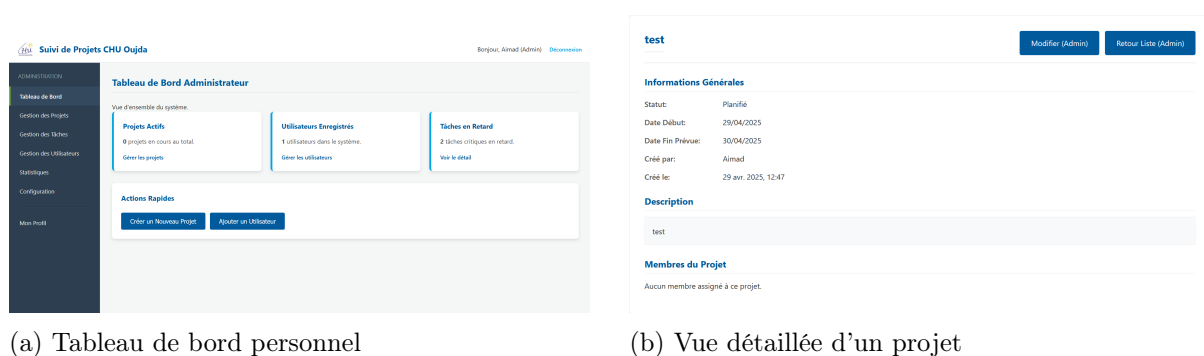 Suivi de Projets CHU Oujda
Bonjour, Aimad (Admin) Déconnexion
ADMINISTRATION
Tableau de Bord
Gestion des Projets
Gestion des Tâches
Gestion des Utilisateurs
Statistiques
Configuration
Mon Profil
Tableau de Bord Administrateur
Vue d'ensemble du système.
Projets Actifs
0 projets en cours au total.
Gérer les projets
Utilisateurs Enregistrés
1 utilisateurs dans le système.
Gérer les utilisateurs
Tâches en Retard
2 tâches critiques en retard.
Voir le détail
Actions Rapides
Créer un Nouveau Projet Ajouter un Utilisateur
(a) Tableau de bord personnel
test
Modifier (Admin) Retour Liste (Admin)
Informations Générales
Statut: Planifié
Date Début: 29/04/2025
Date Fin Prévue: 30/04/2025
Créé par: Aimad
Créé le: 29 avr. 2025, 12:47
Description
test
Membres du Projet
Aucun membre assigné à ce projet.
(b) Vue détaillée d'un projet